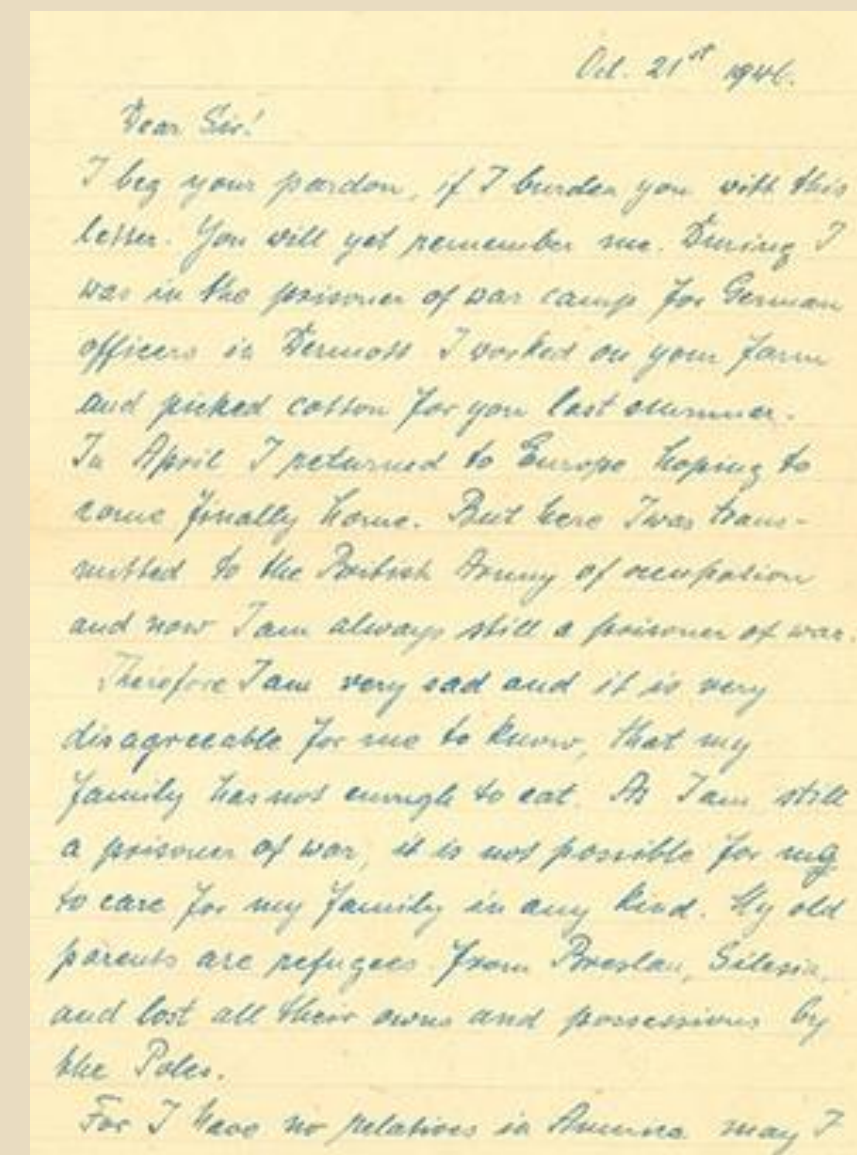 Oct. 21st 1946.
Dear Sir!
I beg your pardon, if I burden you with this
letter. You will yet remember me. During I
was in the prisoner of war camp for German
officers in Dermott I worked on your farm
and picked cotton for you last summer.
In April I returned to Europe hoping to
come finally home. But here I was trans-
mitted to the British Army of occupation
and now I am always still a prisoner of war.
Therefore I am very sad and it is very
disagreeable for me to know, that my
family has not enough to eat. As I am still
a prisoner of war, it is not possible for me
to care for my family in any kind. My old
parents are refugees from Breslau, Silesia,
and lost all their owns and possessions by
the Poles.
For I have no relatives in America may I